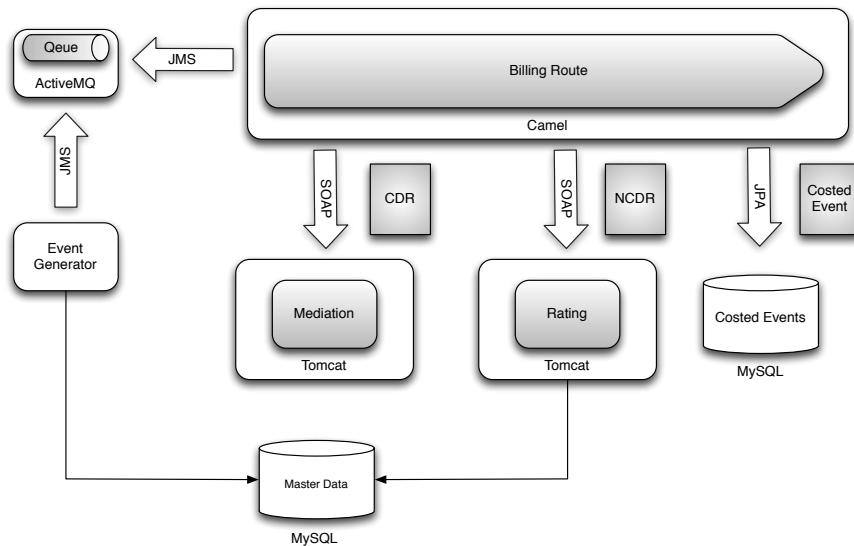 Qeue
ActiveMQ
JMS
Billing Route
Camel
JMS
SOAP
CDR
SOAP
NCDR
JPA
Costed
Event
Event
Generator
Mediation
Tomcat
Rating
Tomcat
Costed Events
MySQL
Master Data
MySQL